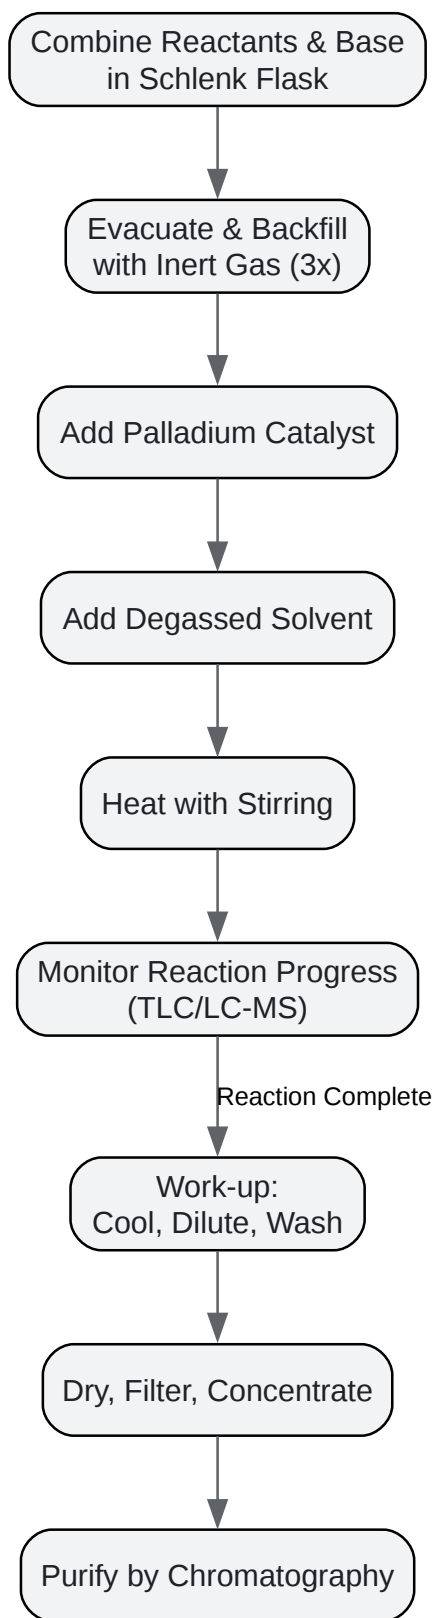 Combine Reactants & Base
in Schlenk Flask
Evacuate & Backfill
with Inert Gas (3x)
Add Palladium Catalyst
Add Degassed Solvent
Heat with Stirring
Monitor Reaction Progress
(TLC/LC-MS)
Reaction Complete
Work-up:
Cool, Dilute, Wash
Dry, Filter, Concentrate
Purify by Chromatography